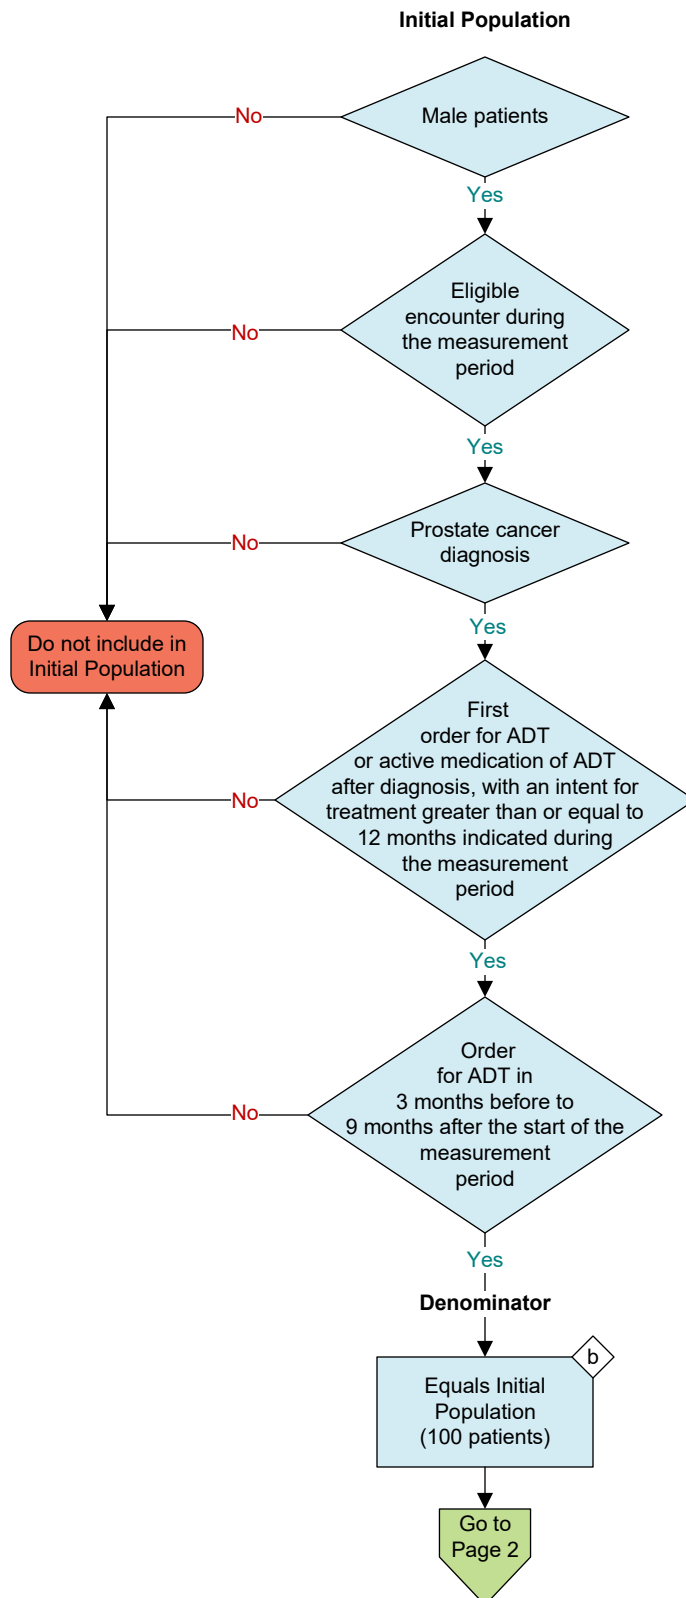 Initial Population
Male patients
No
Yes
Eligible
encounter during
the measurement
period
No
Yes
Prostate cancer
diagnosis
No
Yes
Do not include in
Initial Population
First
order for ADT
or active medication of ADT
after diagnosis, with an intent for
treatment greater than or equal to
12 months indicated during
the measurement
period
No
Yes
Order
for ADT in
3 months before to
9 months after the start of the
measurement
period
No
Yes
Denominator
b
Equals Initial
Population
(100 patients)
Go to
Page 2